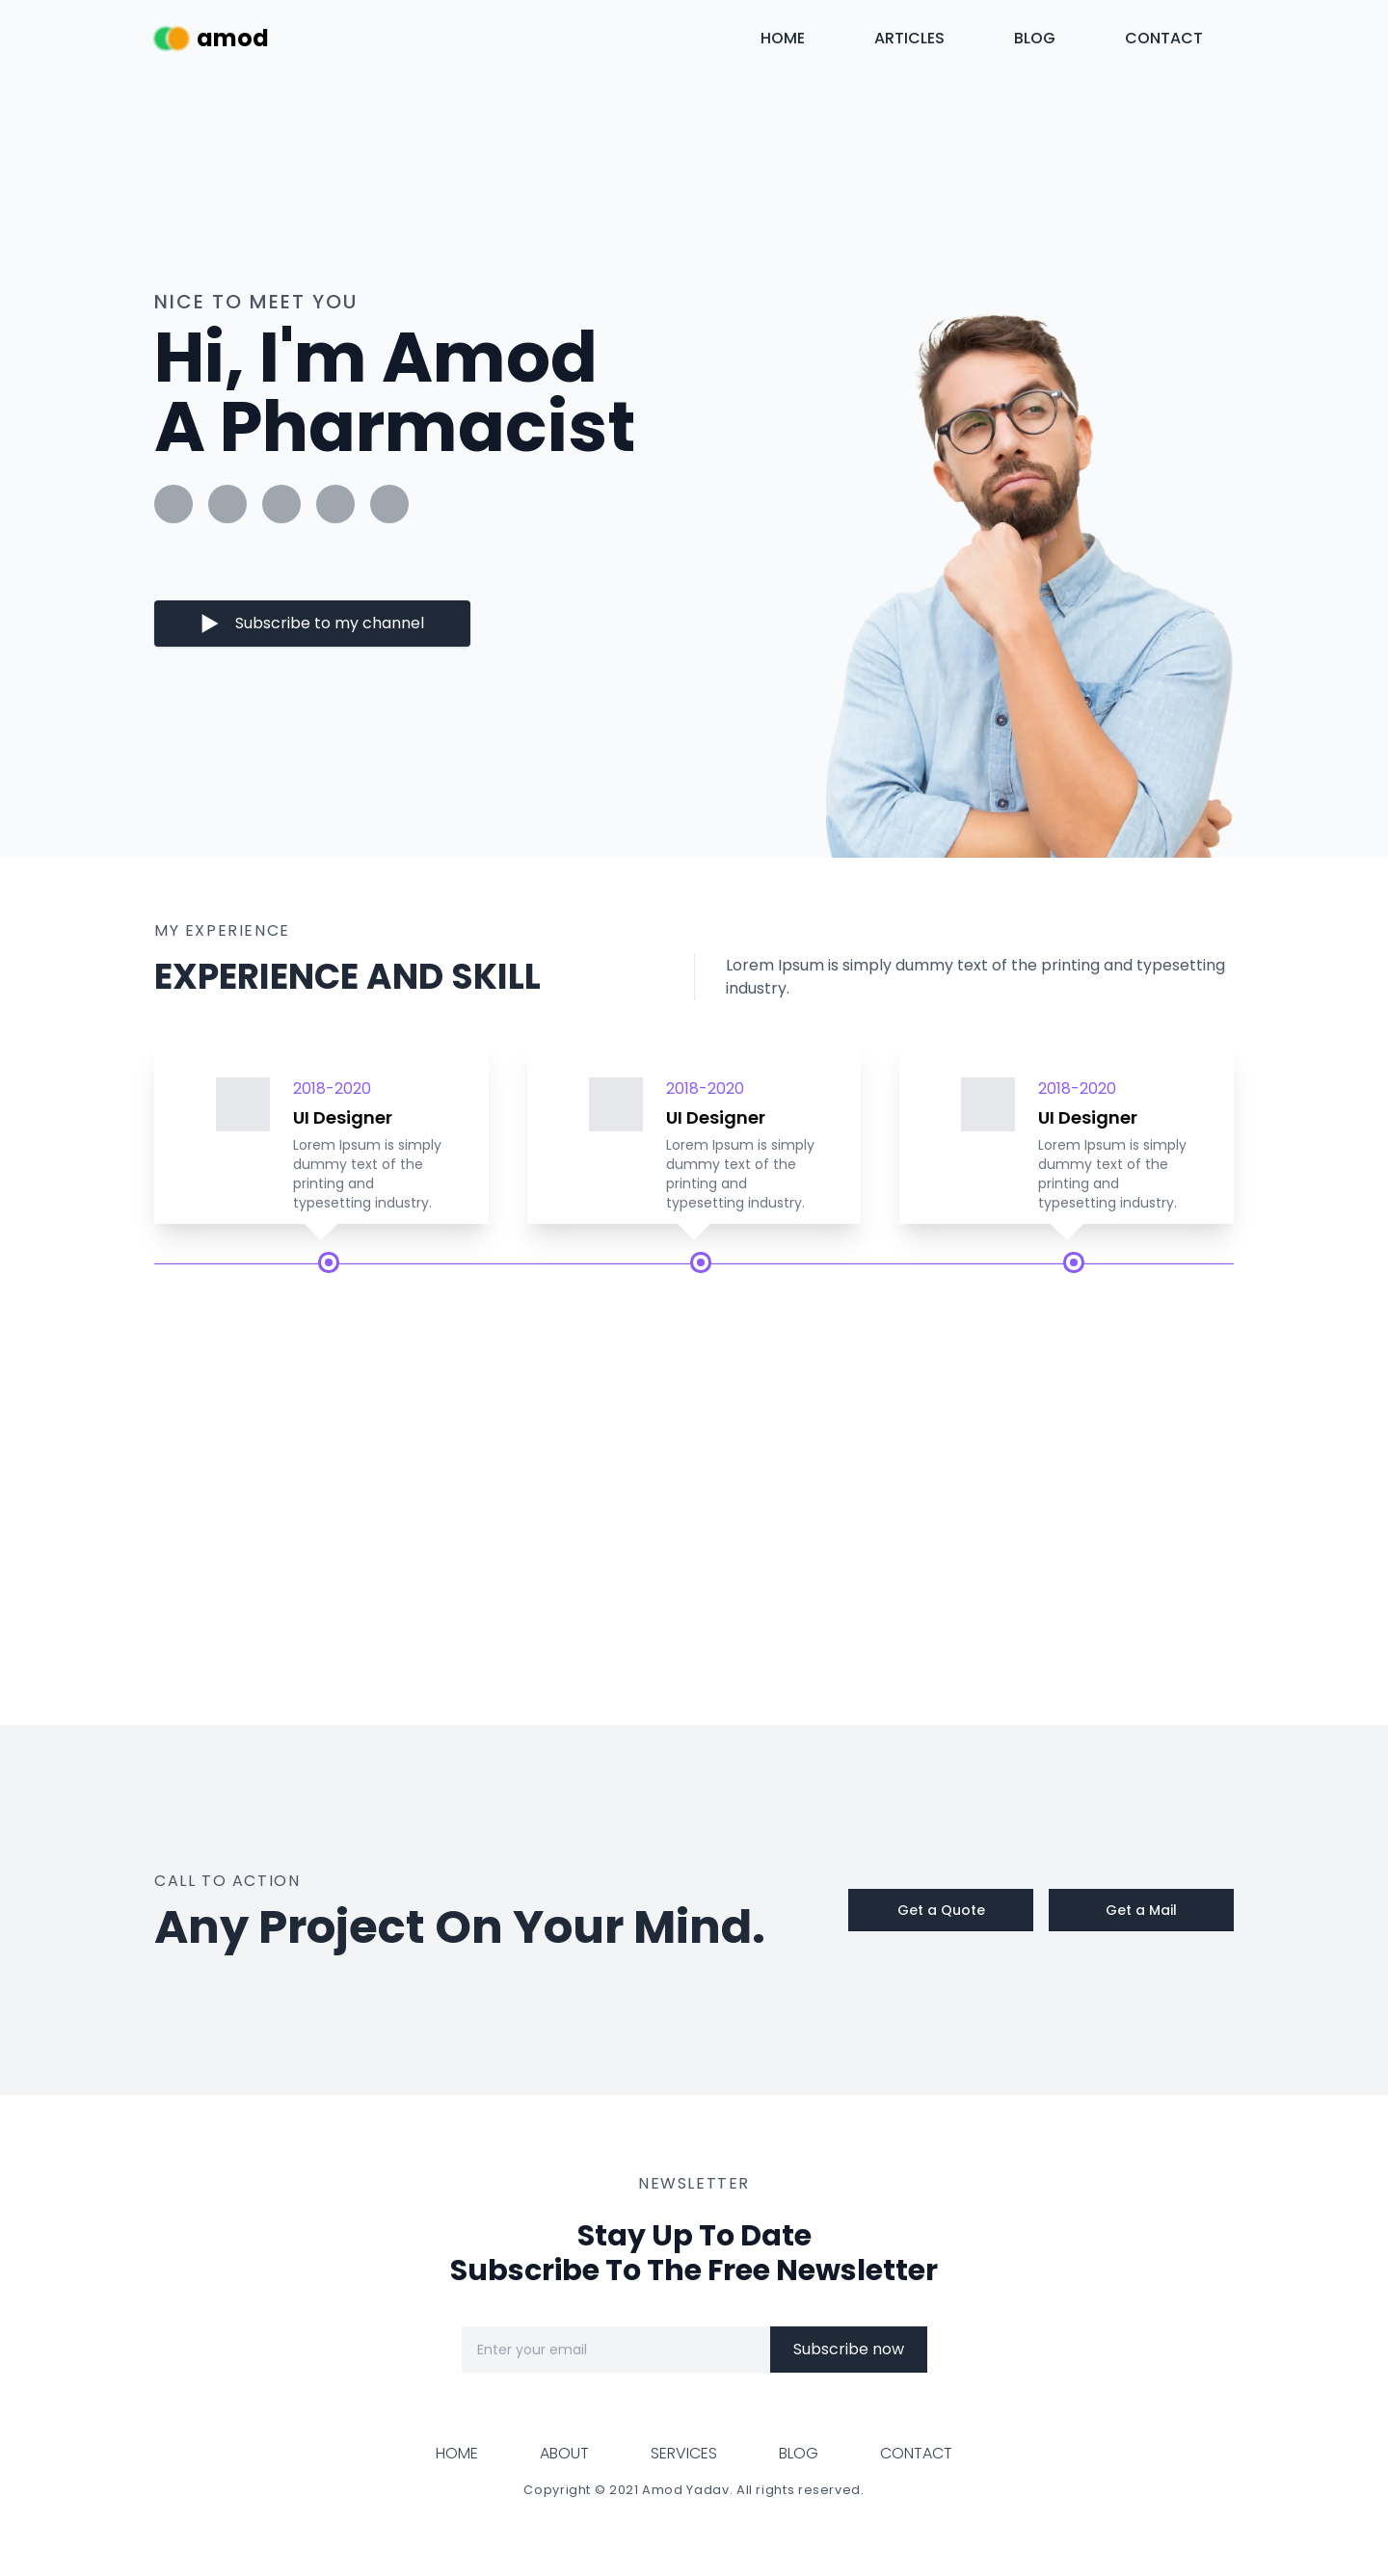 amod
HOME ARTICLES BLOG CONTACT
NICE TO MEET YOU
Hi, I'm Amod
A Pharmacist
Subscribe to my channel
MY EXPERIENCE
EXPERIENCE AND SKILL
Lorem Ipsum is simply dummy text of the printing and typesetting
industry.
2018-2020
UI Designer
Lorem Ipsum is simply
dummy text of the
printing and
typesetting industry.
2018-2020
UI Designer
Lorem Ipsum is simply
dummy text of the
printing and
typesetting industry.
2018-2020
UI Designer
Lorem Ipsum is simply
dummy text of the
printing and
typesetting industry.
CALL TO ACTION
Any Project On Your Mind.
Get a Quote
Get a Mail
NEWSLETTER
Stay Up To Date
Subscribe To The Free Newsletter
Enter your email
Subscribe now
HOME ABOUT SERVICES BLOG CONTACT
Copyright © 2021 Amod Yadav. All rights reserved.